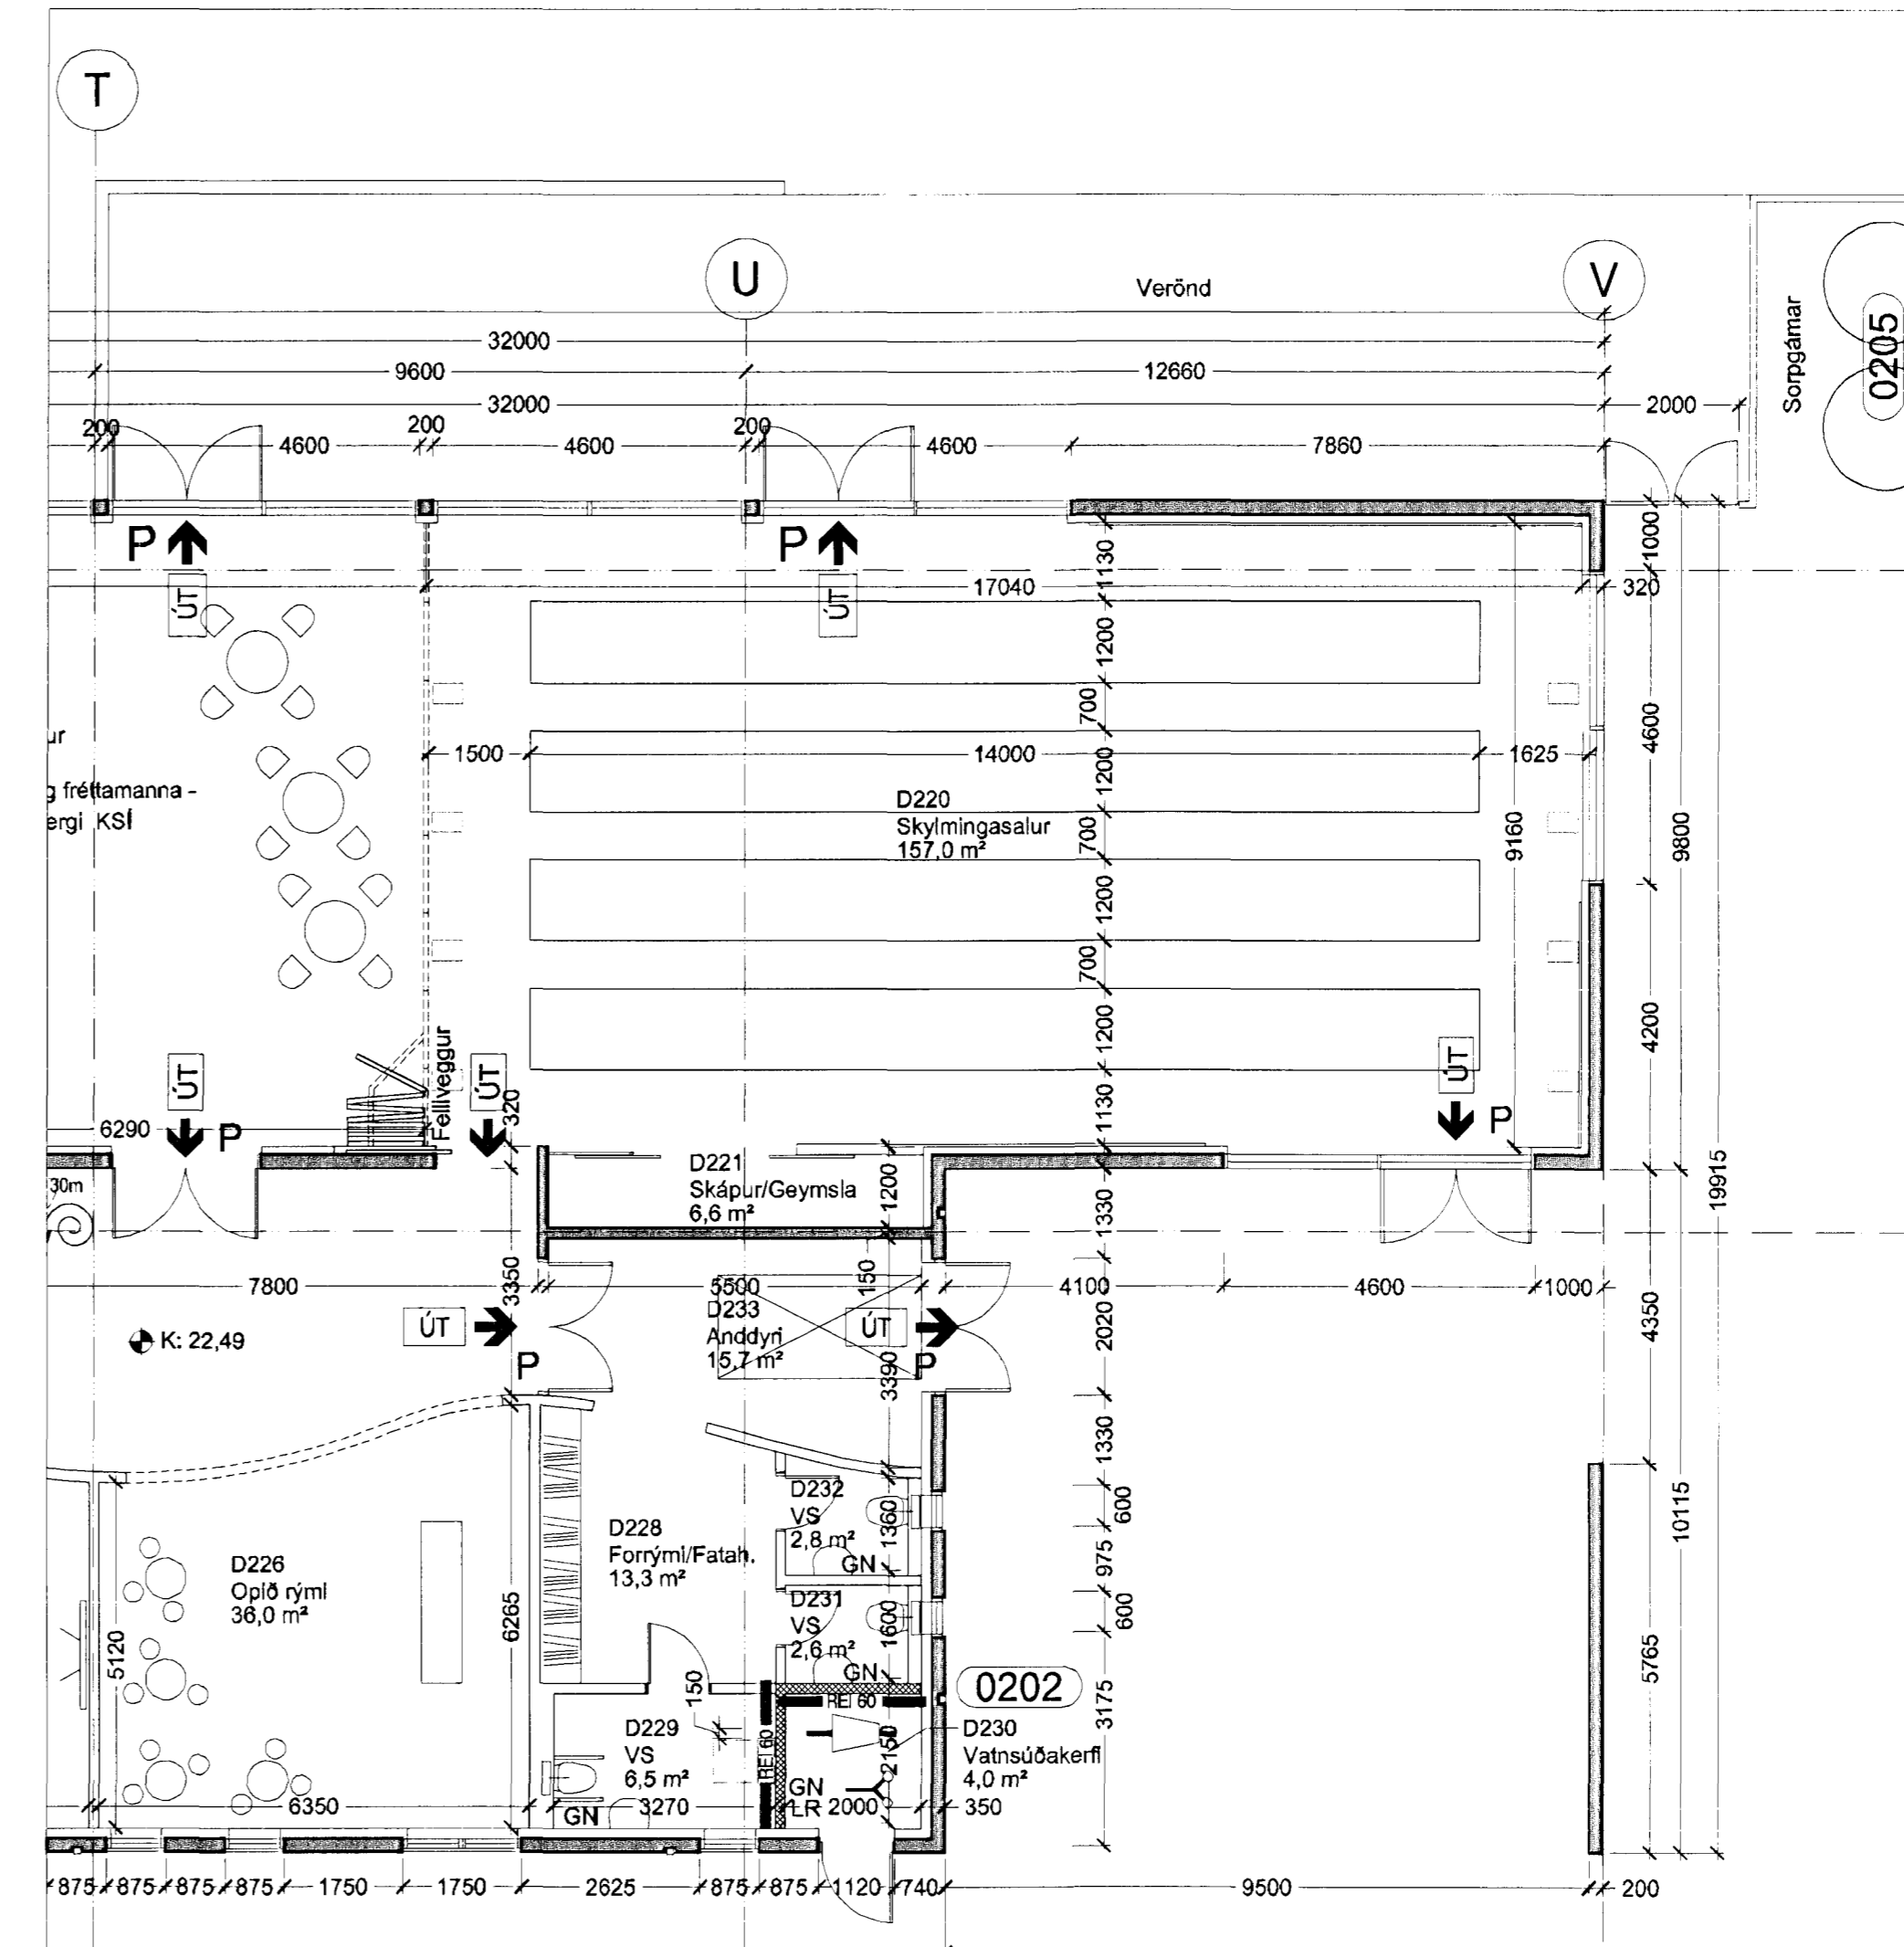 T
U
V
Verönd
Sorpgámar
0205
32000
9600
12660
32000
2000
200
4600
200
4600
200
4600
7860
P
ÚT
P
ÚT
1000
1130
17040
320
1200
700
ur
1500
14000
1625
4600
1200
g fréttamanna -
ergi KSÍ
D220
Skylmingasalur
157,0 m²
700
9160
9800
1200
700
4200
1200
1130
Felliveggur
ÚT
ÚT
ÚT
P
P
320
6290
30m
D221
Skápur/Geymsla
6,6 m²
1200
1330
19915
7800
3350
5500
150
4100
4600
1000
K: 22,49
ÚT
P
D233
Anddyri
15,7 m²
ÚT
P
3390
2020
4350
1330
D232
VS
2,8 m²
GN
1360
600
975
D228
Forrými/Fatah.
13,3 m²
10115
D226
Opið rými
36,0 m²
6265
5120
D231
VS
2,6 m²
GN
1600
600
5765
3175
0202
REI 60
150
D229
VS
6,5 m²
GN
REI 60
2150
D230
Vatnsúðakerfi
4,0 m²
GN
LR
6350
3270
2000
350
875
875
875
875
1750
1750
2625
875
875
1120
740
9500
200